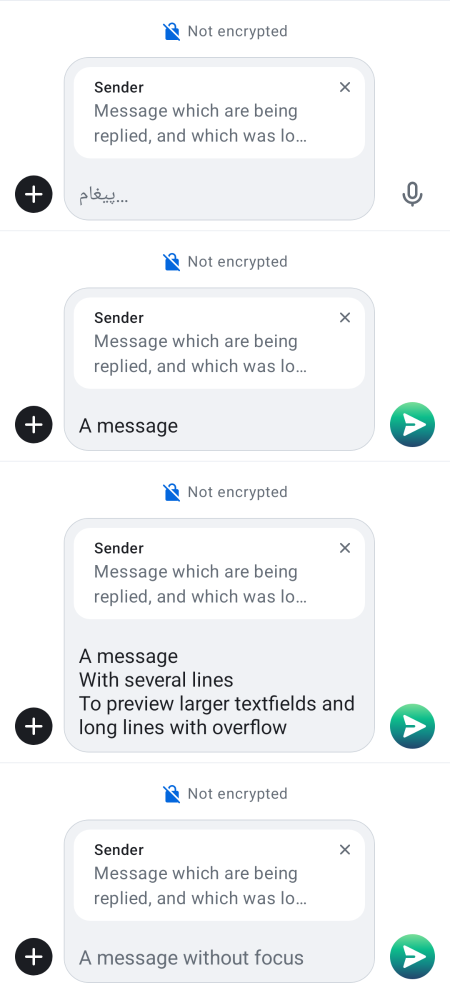 Not encrypted
Sender
Message which are being
replied, and which was lo…
پیغام…
Not encrypted
Sender
Message which are being
replied, and which was lo…
A message
Not encrypted
Sender
Message which are being
replied, and which was lo…
A message
With several lines
To preview larger textfields and
long lines with overflow
Not encrypted
Sender
Message which are being
replied, and which was lo…
A message without focus